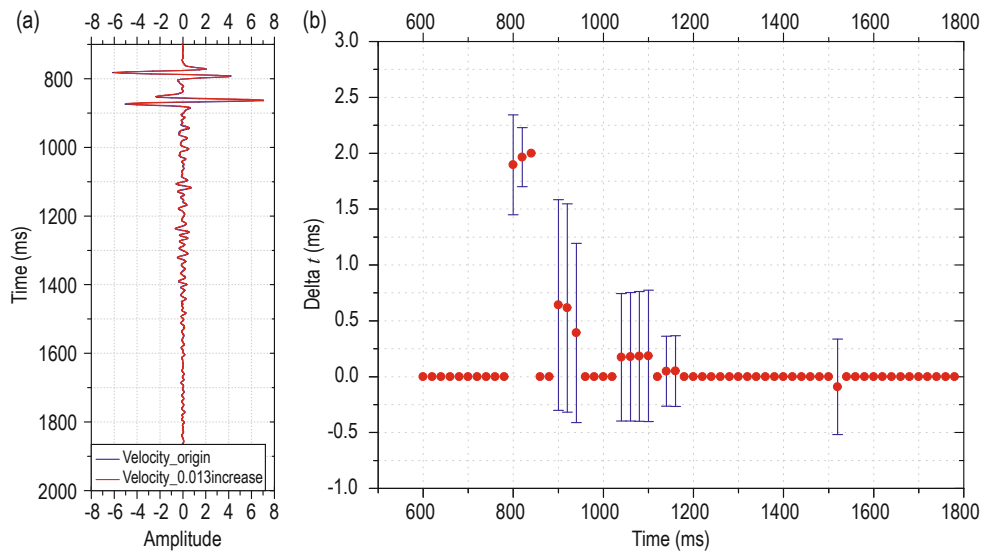 (a)
-8 -6 -4 -2 0 2 4 6 8
800
1000
1200
1400
1600
1800
2000
Time (ms)
Velocity_origin
Velocity_0.013increase
-8 -6 -4 -2 0 2 4 6 8
Amplitude
(b)
600 800 1000 1200 1400 1600 1800
3.0
2.5
2.0
1.5
1.0
0.5
0.0
-0.5
-1.0
Delta t (ms)
600 800 1000 1200 1400 1600 1800
Time (ms)